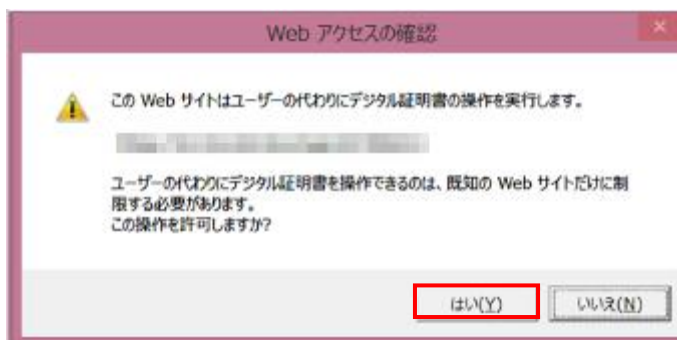 Web アクセスの確認
この Web サイトはユーザーの代わりにデジタル証明書の操作を実行します。
ユーザーの代わりにデジタル証明書を操作できるのは、既知の Web サイトだけに制
限する必要があります。
この操作を許可しますか?
はい(Y)
いいえ(N)